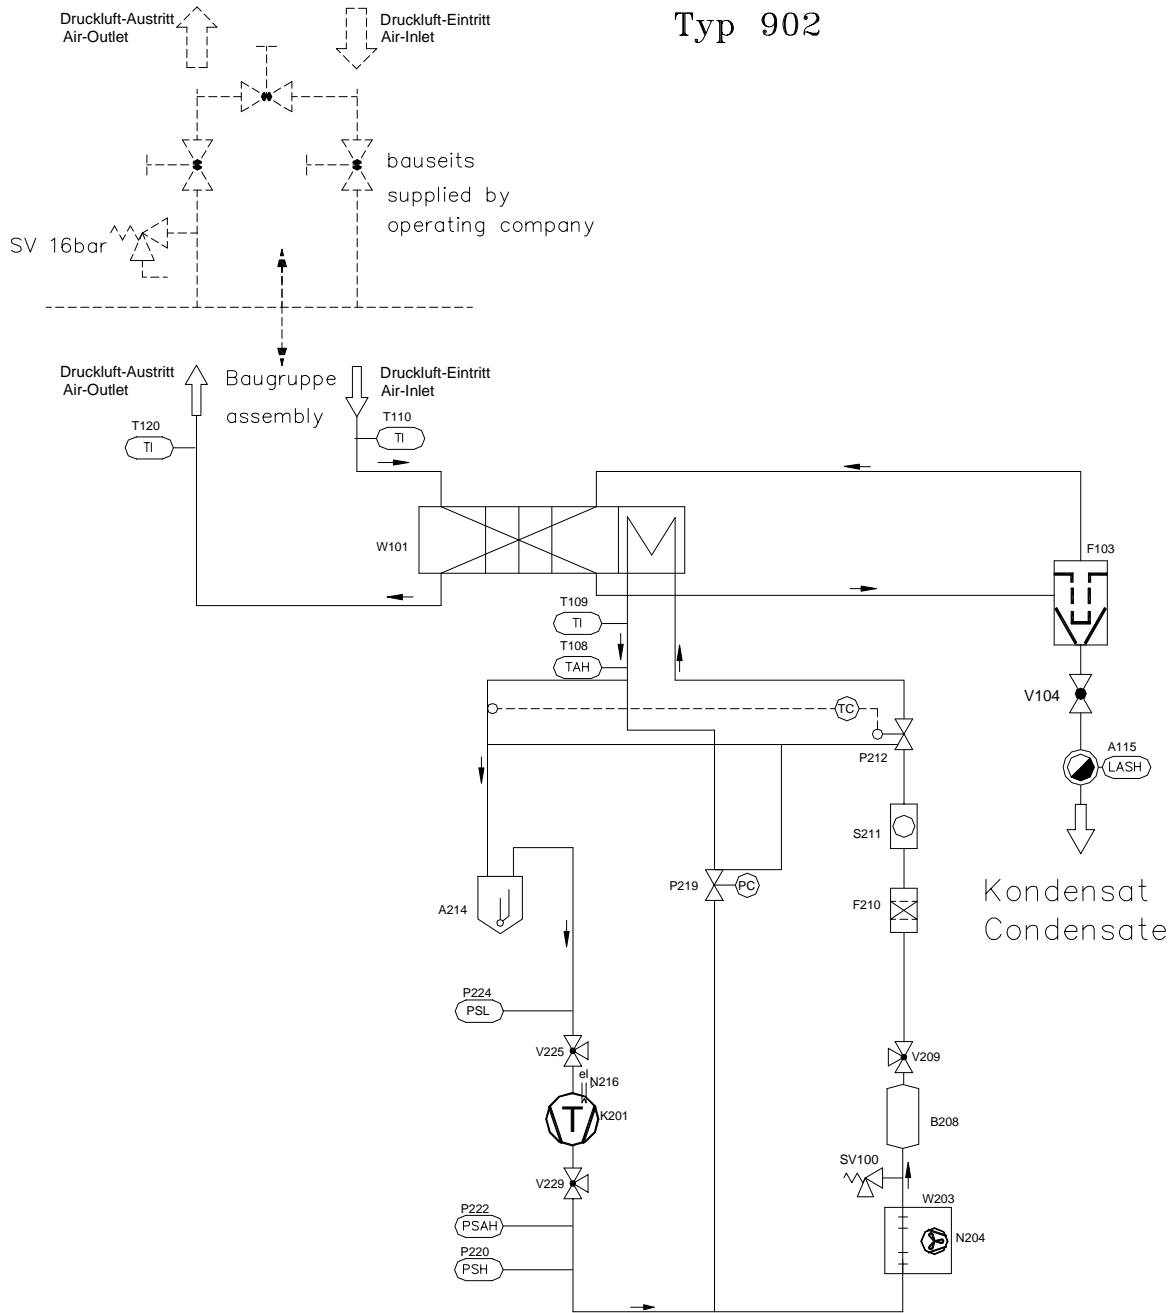 Typ 902
Druckluft-Austritt
Air-Outlet
Druckluft-Eintritt
Air-Inlet
bauseits
supplied by
operating company
SV 16bar
Druckluft-Austritt
Air-Outlet
Baugruppe
assembly
Druckluft-Eintritt
Air-Inlet
T120
TI
T110
TI
W101
F103
T109
TI
T108
TAH
V104
TC
P212
A115
LASH
S211
P219
PC
F210
A214
Kondensat
Condensate
P224
PSL
V225
V209
el
N216
T
K201
B208
SV100
V229
W203
P222
PSAH
N204
P220
PSH